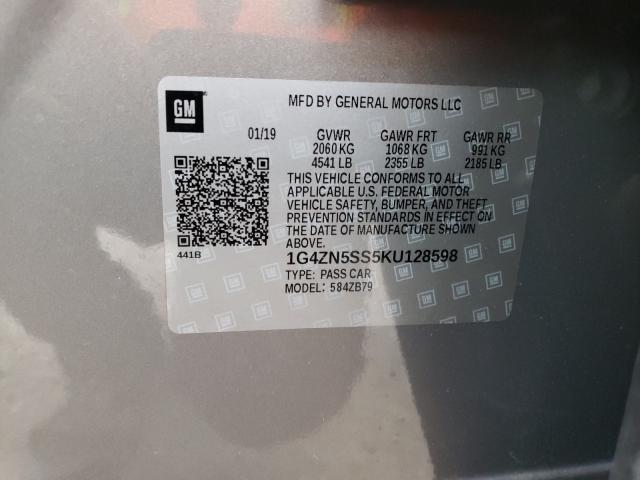 GM
MFD BY GENERAL MOTORS LLC
01/19 GVWR GAWR FRT GAWR RR
2060 KG 1068 KG 991 KG
4541 LB 2355 LB 2185 LB
THIS VEHICLE CONFORMS TO ALL
APPLICABLE U.S. FEDERAL MOTOR
VEHICLE SAFETY, BUMPER, AND THEFT
PREVENTION STANDARDS IN EFFECT ON
THE DATE OF MANUFACTURE SHOWN ABOVE.
441B
1G4ZN5SS5KU128598
TYPE: PASS CAR
MODEL: 584ZB79